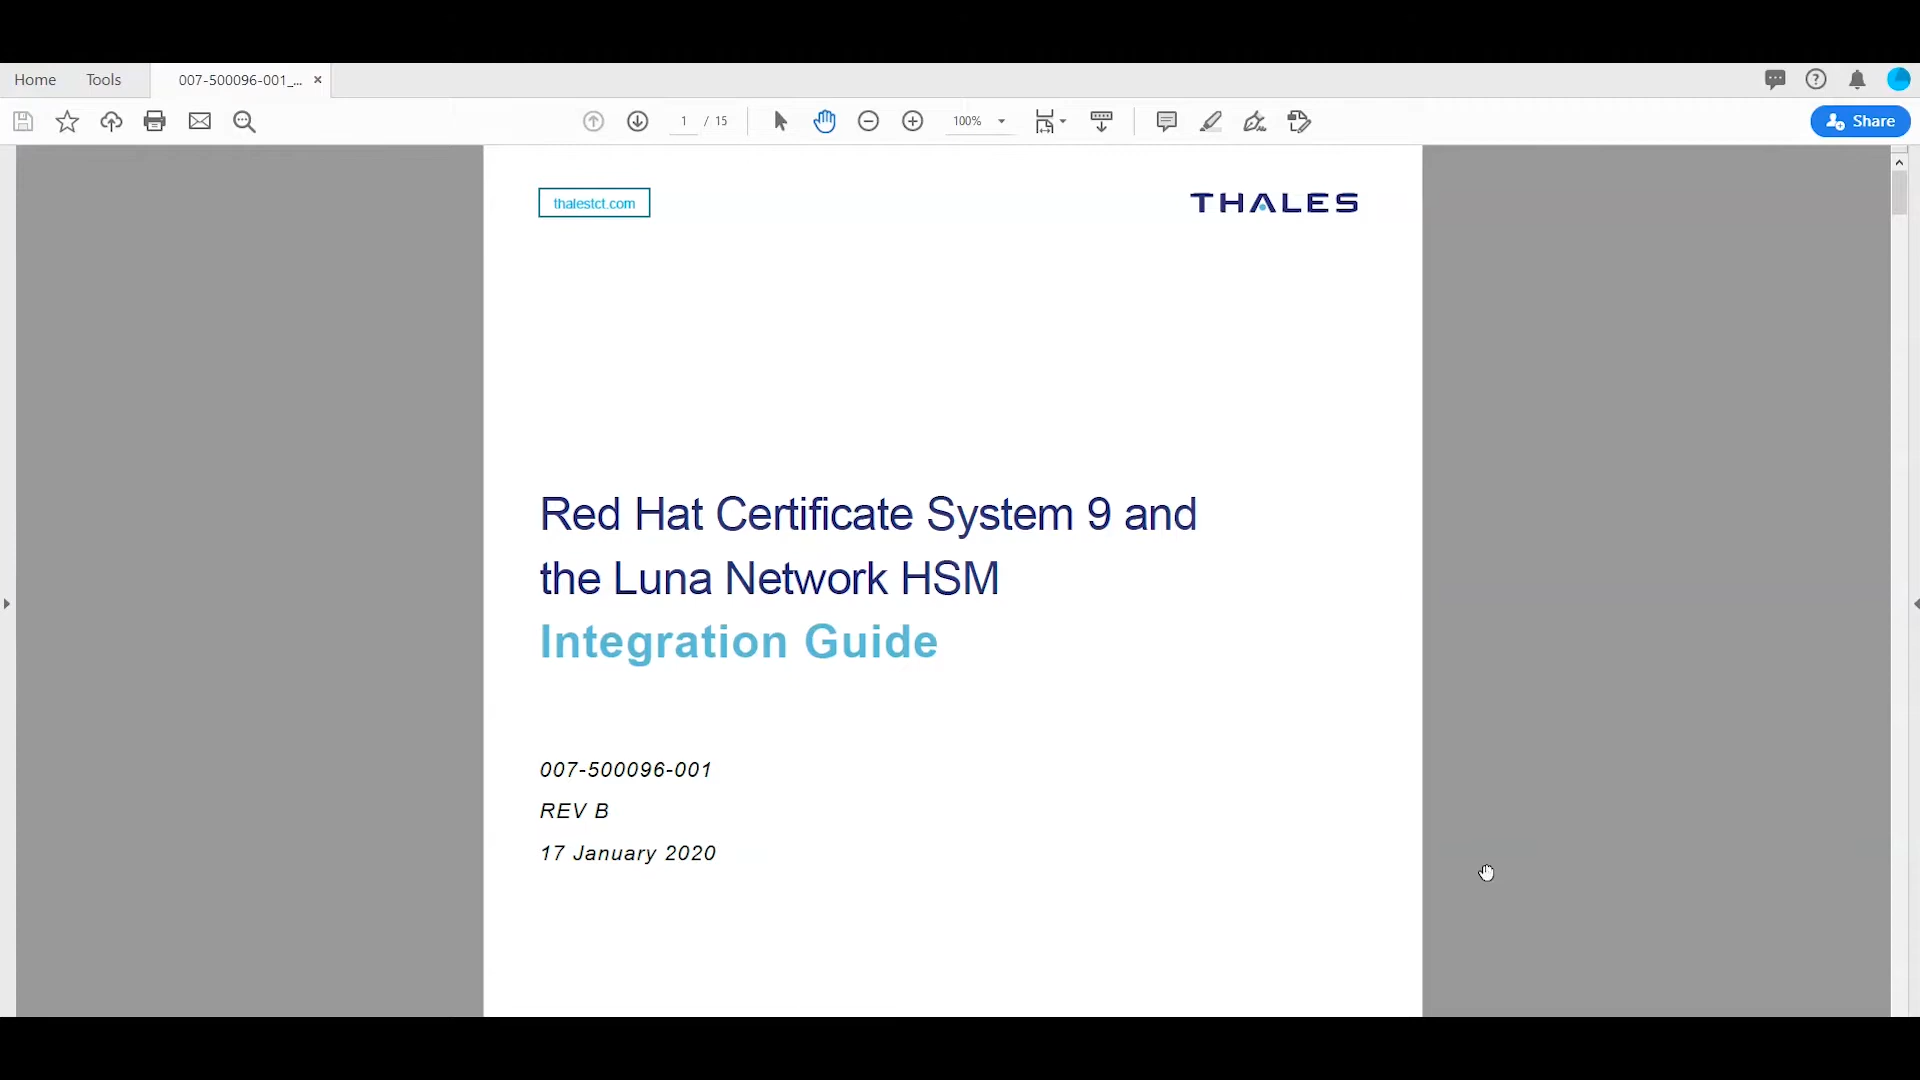 Home Tools 007-500096-001_...
1 / 15 100% Share
thalestct.com THALES
Red Hat Certificate System 9 and
the Luna Network HSM
Integration Guide
007-500096-001
REV B
17 January 2020